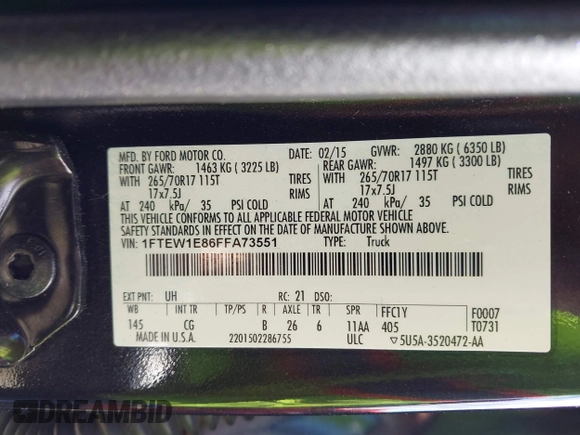 MFD. BY FORD MOTOR CO. DATE: 02/15 GVWR: 2880 KG ( 6350 LB)
FRONT GAWR: 1463 KG ( 3225 LB) REAR GAWR: 1497 KG ( 3300 LB)
WITH 265/70R17 115T TIRES WITH 265/70R17 115T TIRES
17x7.5J RIMS 17x7.5J RIMS
AT 240 kPa/ 35 PSI COLD AT 240 kPa/ 35 PSI COLD
THIS VEHICLE CONFORMS TO ALL APPLICABLE FEDERAL MOTOR VEHICLE
SAFETY STANDARDS IN EFFECT ON THE DATE OF MANUFACTURE SHOWN ABOVE.
VIN: 1FTEW1E86FFA73551 TYPE: Truck
EXT PNT: UH RC: 21 DSO:
WB INT TR TP/PS R AXLE TR SPR FFC1Y F0007
145 CG B 26 6 11AA 405 T0731
MADE IN U.S.A. 2201502286755 ULC ▽5U5A-3520472-AA
DREAMBID